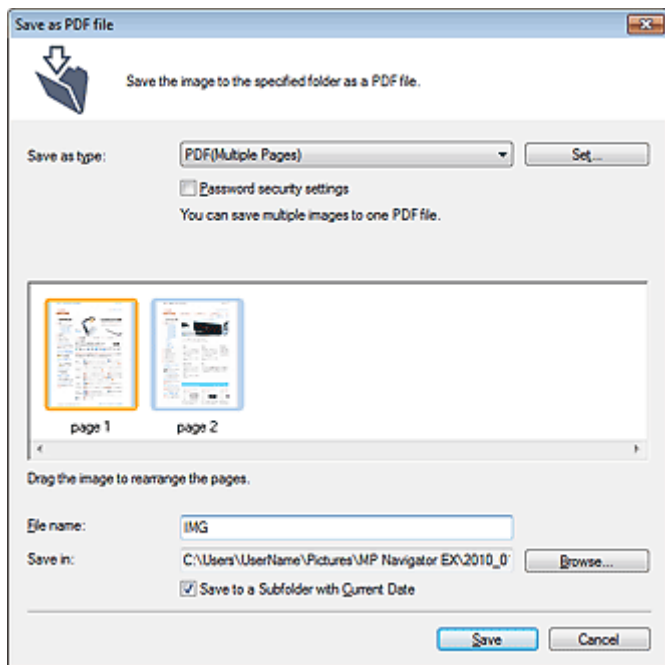 Save as PDF file
Save the image to the specified folder as a PDF file.
Save as type: PDF(Multiple Pages) Set...
Password security settings
You can save multiple images to one PDF file.
page 1 page 2
Drag the image to rearrange the pages.
File name: IMG
Save in: C:\Users\UserName\Pictures\MP Navigator EX\2010_0 Browse...
Save to a Subfolder with Current Date
Save Cancel